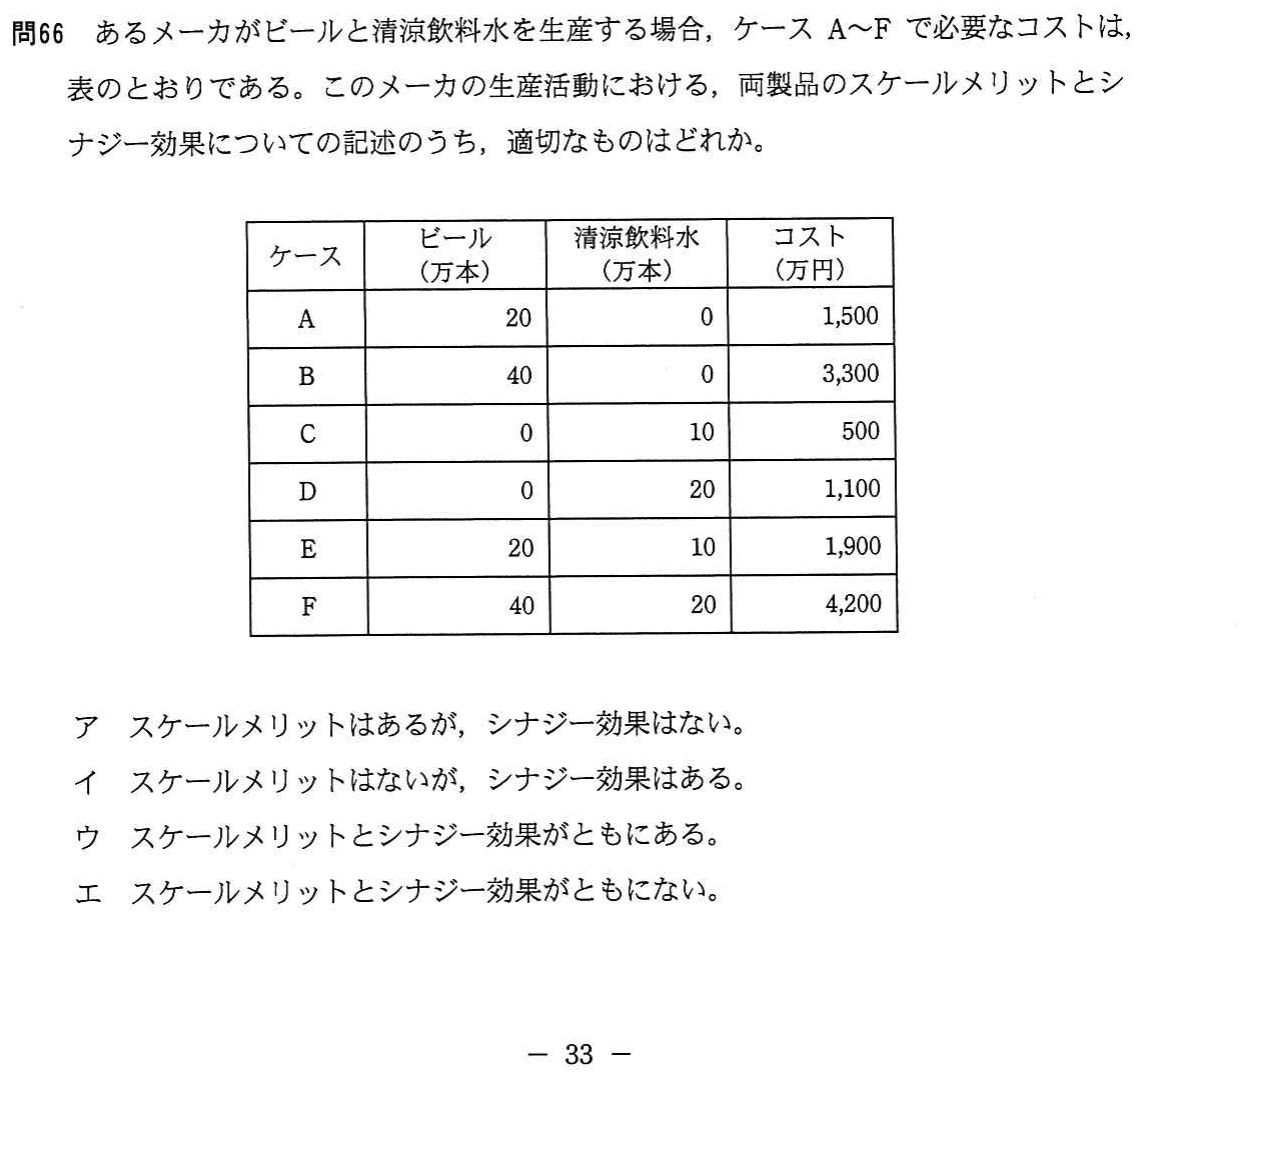 問66　あるメーカがビールと清涼飲料水を生産する場合，ケース A～F で必要なコストは，
表のとおりである。このメーカの生産活動における，両製品のスケールメリットとシ
ナジー効果についての記述のうち，適切なものはどれか。
ケース　ビール（万本）　清涼飲料水（万本）　コスト（万円）
A　20　0　1,500
B　40　0　3,300
C　0　10　500
D　0　20　1,100
E　20　10　1,900
F　40　20　4,200
ア　スケールメリットはあるが，シナジー効果はない。
イ　スケールメリットはないが，シナジー効果はある。
ウ　スケールメリットとシナジー効果がともにある。
エ　スケールメリットとシナジー効果がともにない。
－ 33 －